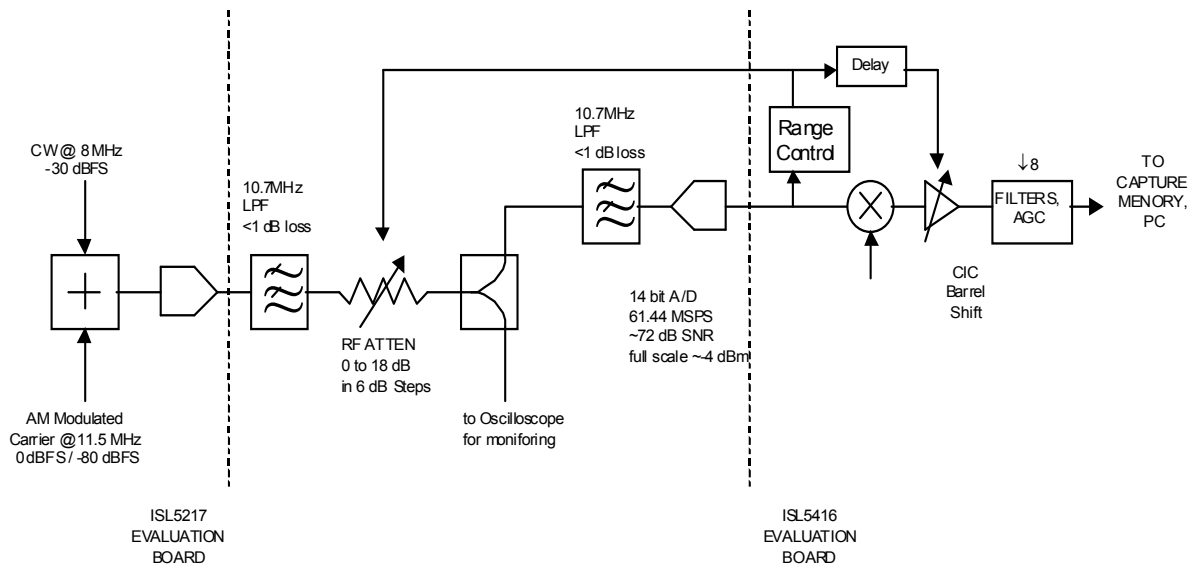 Delay
10.7MHz
LPF
<1 dB loss
Range
Control
CW @ 8 MHz
-30 dBFS
10.7MHz
LPF
<1 dB loss
↓8
FILTERS,
AGC
TO
CAPTURE
MENORY,
PC
CIC
Barrel
Shift
14 bit A/D
61.44 MSPS
~72 dB SNR
full scale ~-4 dBm
RF ATTEN
0 to 18 dB
in 6 dB Steps
to Oscilloscope
for moniforing
AM Modulated
Carrier @11.5 MHz
0dBFS / -80 dBFS
ISL5217
EVALUATION
BOARD
ISL5416
EVALUATION
BOARD